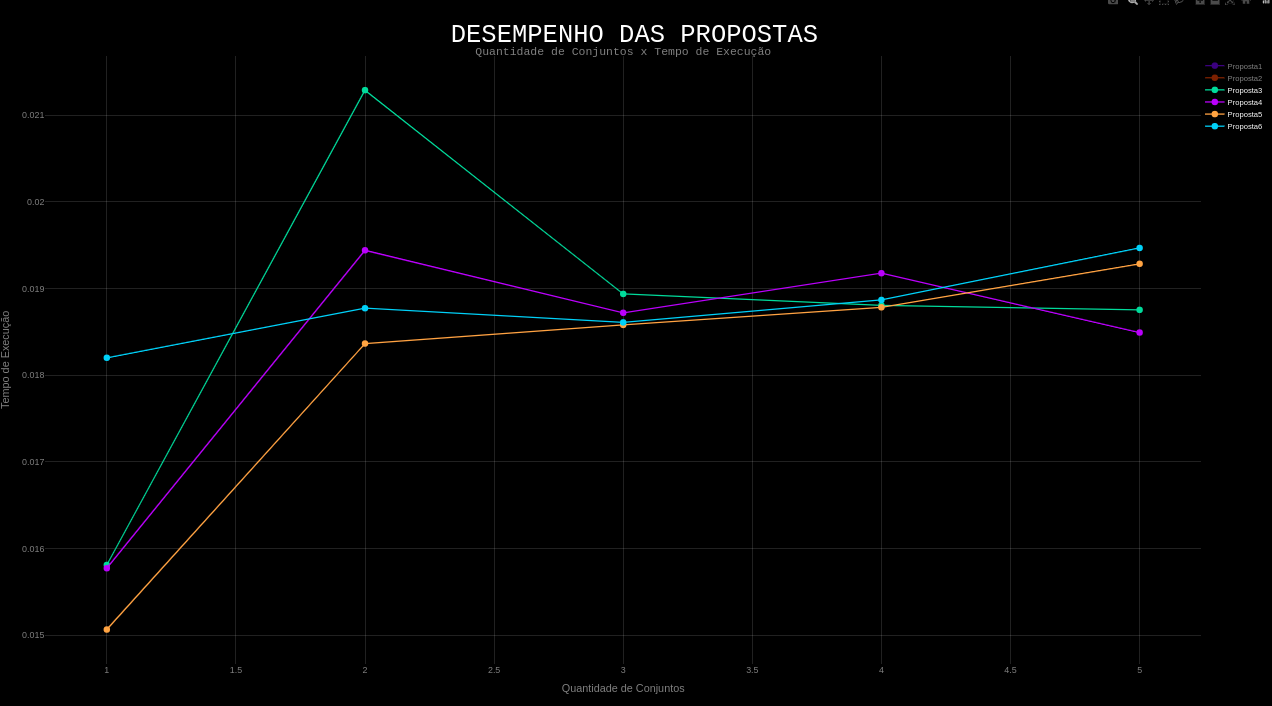 DESEMPENHO DAS PROPOSTAS
Quantidade de Conjuntos x Tempo de Execução
Proposta1
Proposta2
Proposta3
Proposta4
Proposta5
Proposta6
0.021
0.02
0.019
0.018
0.017
0.016
0.015
Tempo de Execução
1
1.5
2
2.5
3
3.5
4
4.5
5
Quantidade de Conjuntos